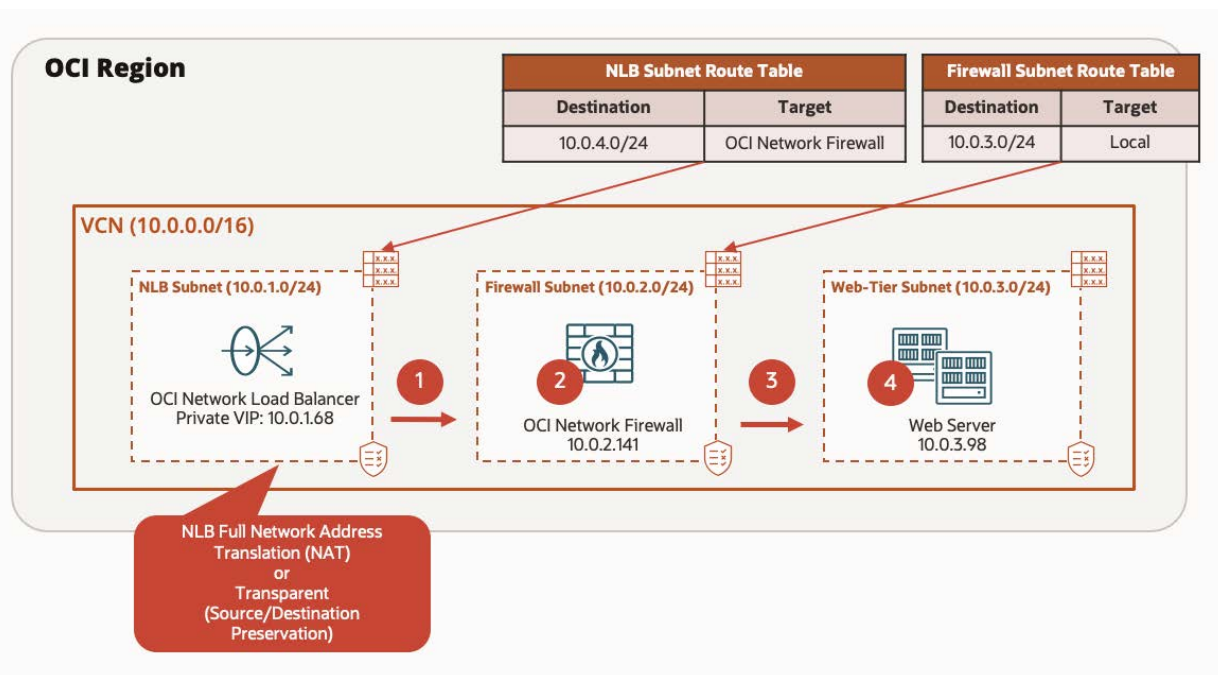 OCI Region
NLB Subnet Route Table
Destination Target
10.0.4.0/24 OCI Network Firewall
Firewall Subnet Route Table
Destination Target
10.0.3.0/24 Local
VCN (10.0.0.0/16)
x.x.x
x.x.x
x.x.x
x.x.x
x.x.x
x.x.x
x.x.x
x.x.x
x.x.x
NLB Subnet (10.0.1.0/24)
OCI Network Load Balancer
Private VIP: 10.0.1.68
1
Firewall Subnet (10.0.2.0/24)
2
OCI Network Firewall
10.0.2.141
3
Web-Tier Subnet (10.0.3.0/24)
4
Web Server
10.0.3.98
NLB Full Network Address
Translation (NAT)
or
Transparent
(Source/Destination
Preservation)